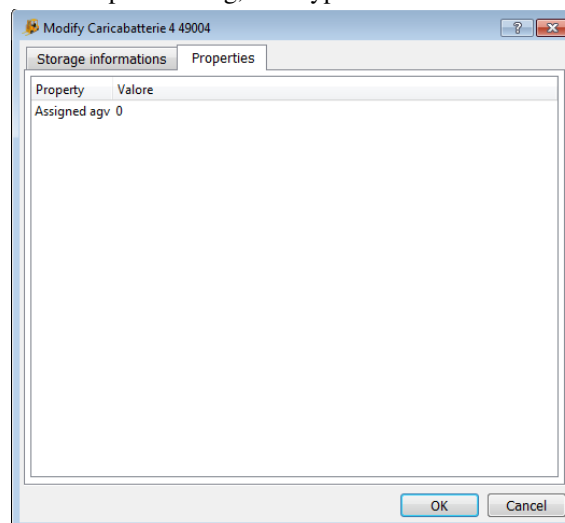 Modify Caricabatterie 4 49004
Storage informations Properties
Property Valore
Assigned agv 0
OK Cancel